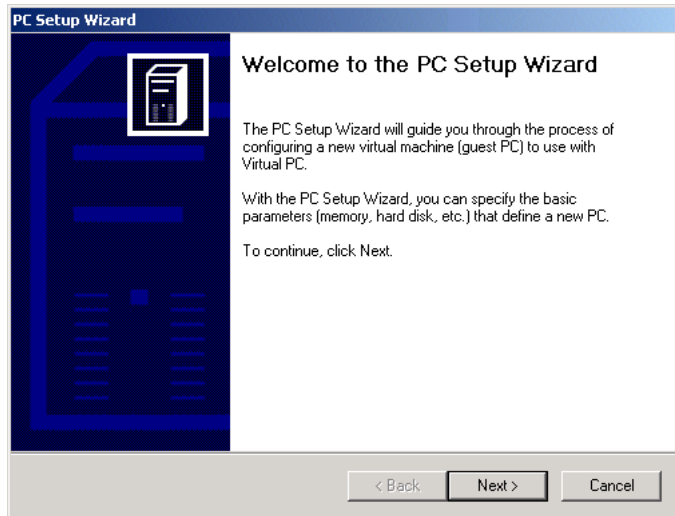 PC Setup Wizard
Welcome to the PC Setup Wizard
The PC Setup Wizard will guide you through the process of
configuring a new virtual machine (guest PC) to use with
Virtual PC.
With the PC Setup Wizard, you can specify the basic
parameters (memory, hard disk, etc.) that define a new PC.
To continue, click Next.
< Back Next > Cancel